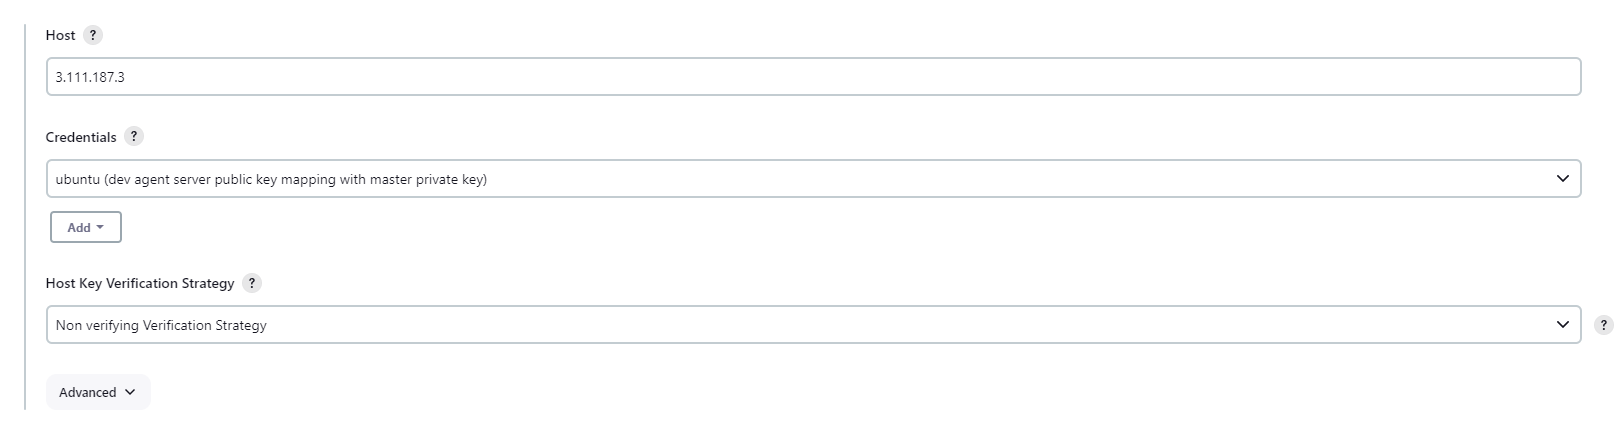 Host ?
3.111.187.3
Credentials ?
ubuntu (dev agent server public key mapping with master private key)
Add
Host Key Verification Strategy ?
Non verifying Verification Strategy
?
Advanced